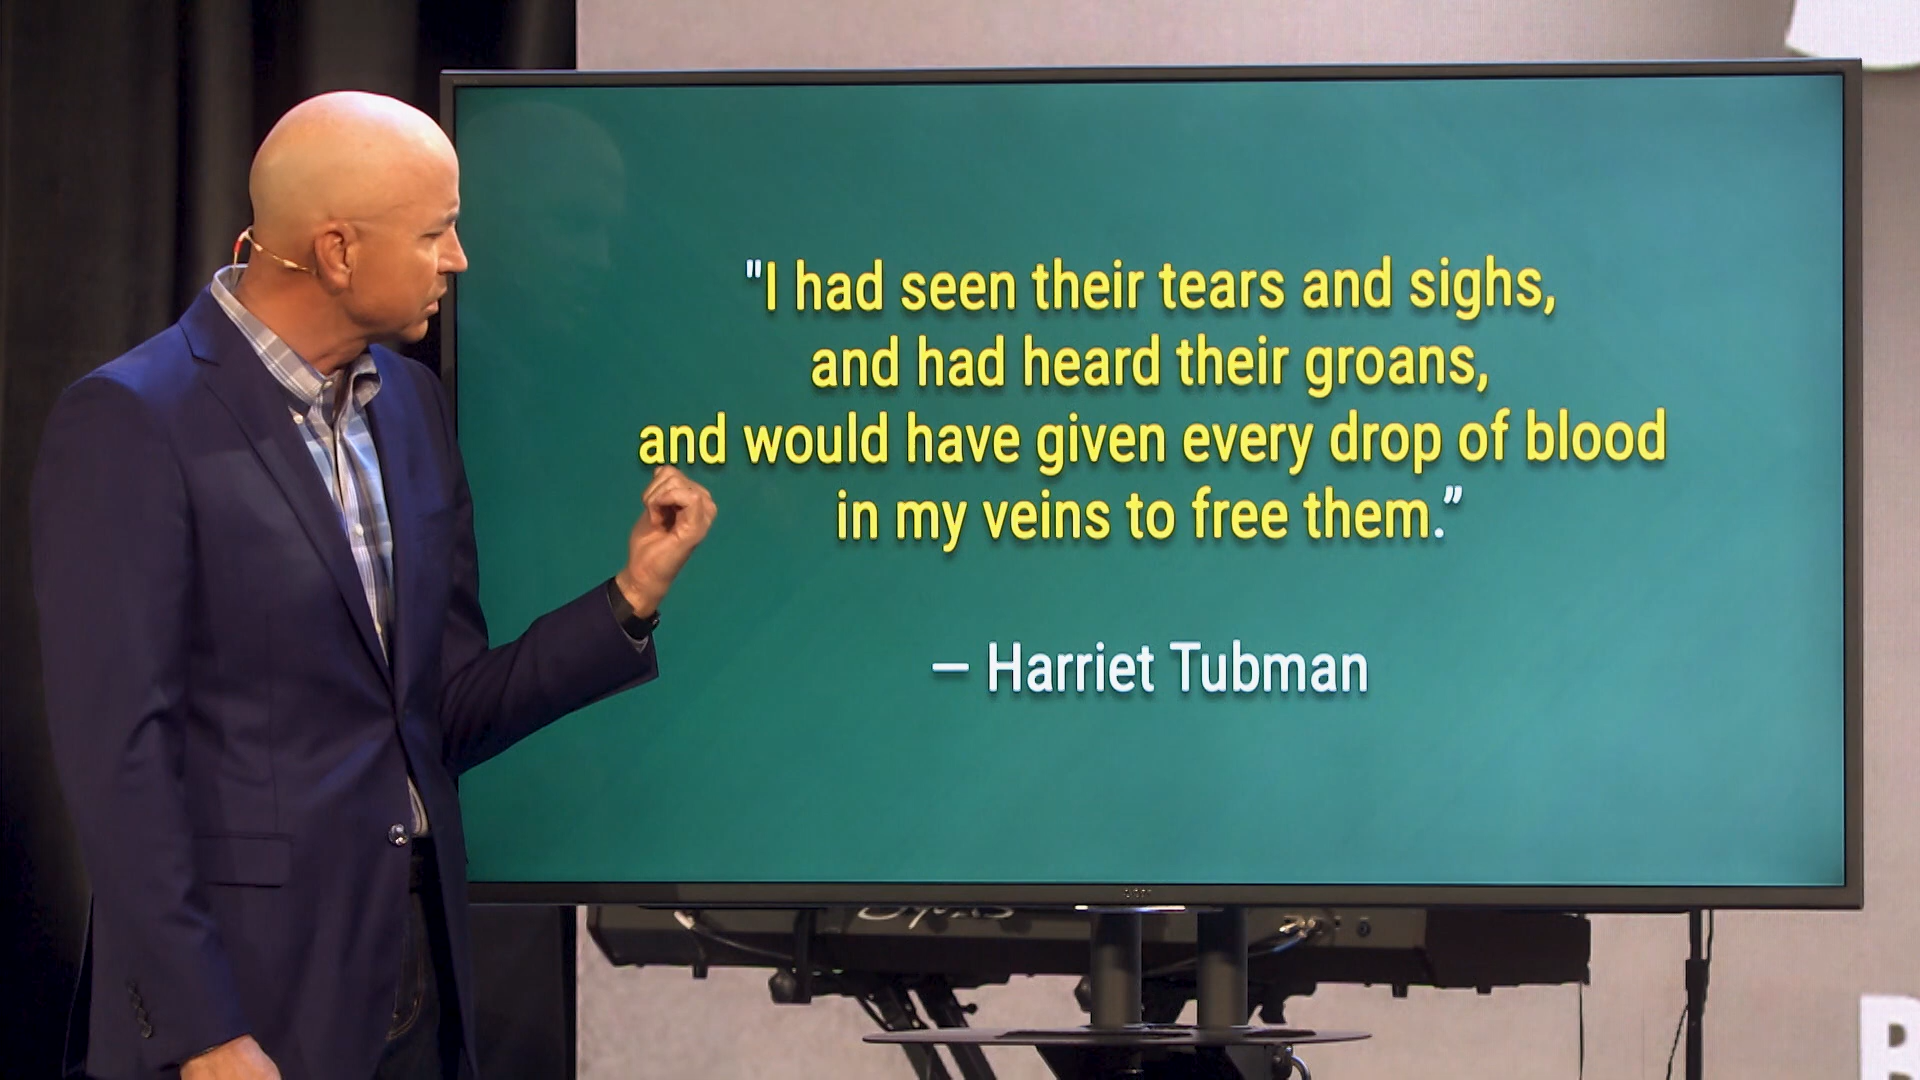 "I had seen their tears and sighs,
and had heard their groans,
and would have given every drop of blood
in my veins to free them.”
— Harriet Tubman
B